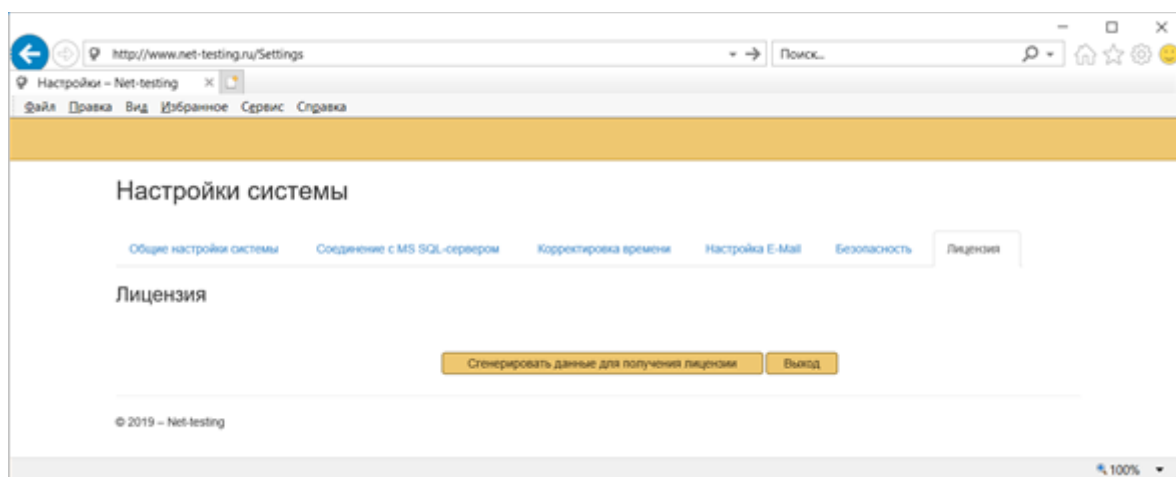 http://www.net-testing.ru/Settings
Поиск...
Настройки – Net-testing
Файл Правка Вид Избранное Сервис Справка
Настройки системы
Общие настройки системы Соединение с MS SQL-сервером Корректировка времени Настройка E-Mail Безопасность Лицензия
Лицензия
Сгенерировать данные для получения лицензии Выход
© 2019 – Net-testing
100%